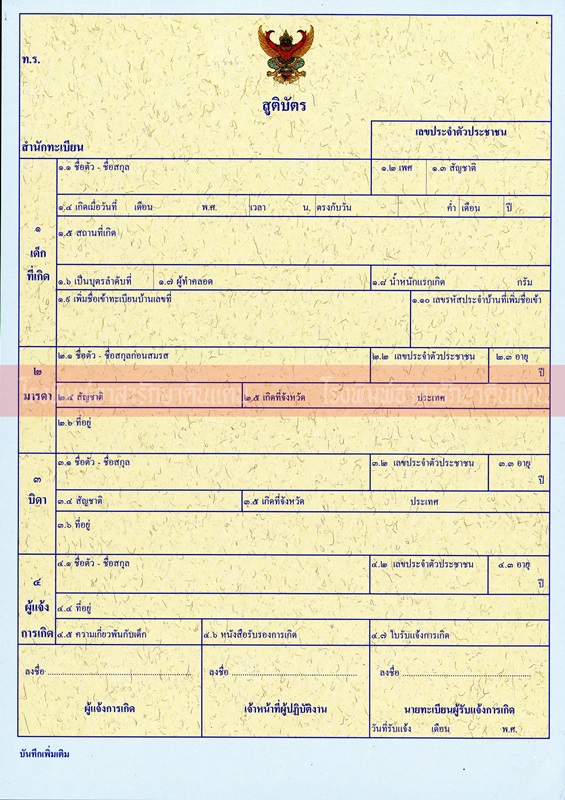 ท.ร.
สูติบัตร
สำนักทะเบียน
เลขประจำตัวประชาชน
๑
เด็ก
ที่เกิด
๑.๑ ชื่อตัว - ชื่อสกุล
๑.๒ เพศ
๑.๓ สัญชาติ
๑.๔ เกิดเมื่อวันที่ เดือน พ.ศ. เวลา น. ตรงกับวัน ค่ำ เดือน ปี
๑.๕ สถานที่เกิด
๑.๖ เป็นบุตรลำดับที่
๑.๗ ผู้ทำคลอด
๑.๘ น้ำหนักแรกเกิด กรัม
๑.๙ เพิ่มชื่อเข้าทะเบียนบ้านเลขที่
๑.๑๐ เลขรหัสประจำบ้านที่เพิ่มชื่อเข้า
๒
มารดา
๒.๑ ชื่อตัว - ชื่อสกุลก่อนสมรส
๒.๒ เลขประจำตัวประชาชน
๒.๓ อายุ
ปี
๒.๔ สัญชาติ
๒.๕ เกิดที่จังหวัด ประเทศ
๒.๖ ที่อยู่
๓
บิดา
๓.๑ ชื่อตัว - ชื่อสกุล
๓.๒ เลขประจำตัวประชาชน
๓.๓ อายุ
ปี
๓.๔ สัญชาติ
๓.๕ เกิดที่จังหวัด ประเทศ
๓.๖ ที่อยู่
๔
ผู้แจ้ง
การเกิด
๔.๑ ชื่อตัว - ชื่อสกุล
๔.๒ เลขประจำตัวประชาชน
๔.๓ อายุ
ปี
๔.๔ ที่อยู่
๔.๕ ความเกี่ยวพันกับเด็ก
๔.๖ หนังสือรับรองการเกิด
๔.๗ ใบรับแจ้งการเกิด
ลงชื่อ
ผู้แจ้งการเกิด
ลงชื่อ
เจ้าหน้าที่ผู้ปฏิบัติงาน
ลงชื่อ
นายทะเบียนผู้รับแจ้งการเกิด
วันที่รับแจ้ง เดือน พ.ศ.
บันทึกเพิ่มเติม